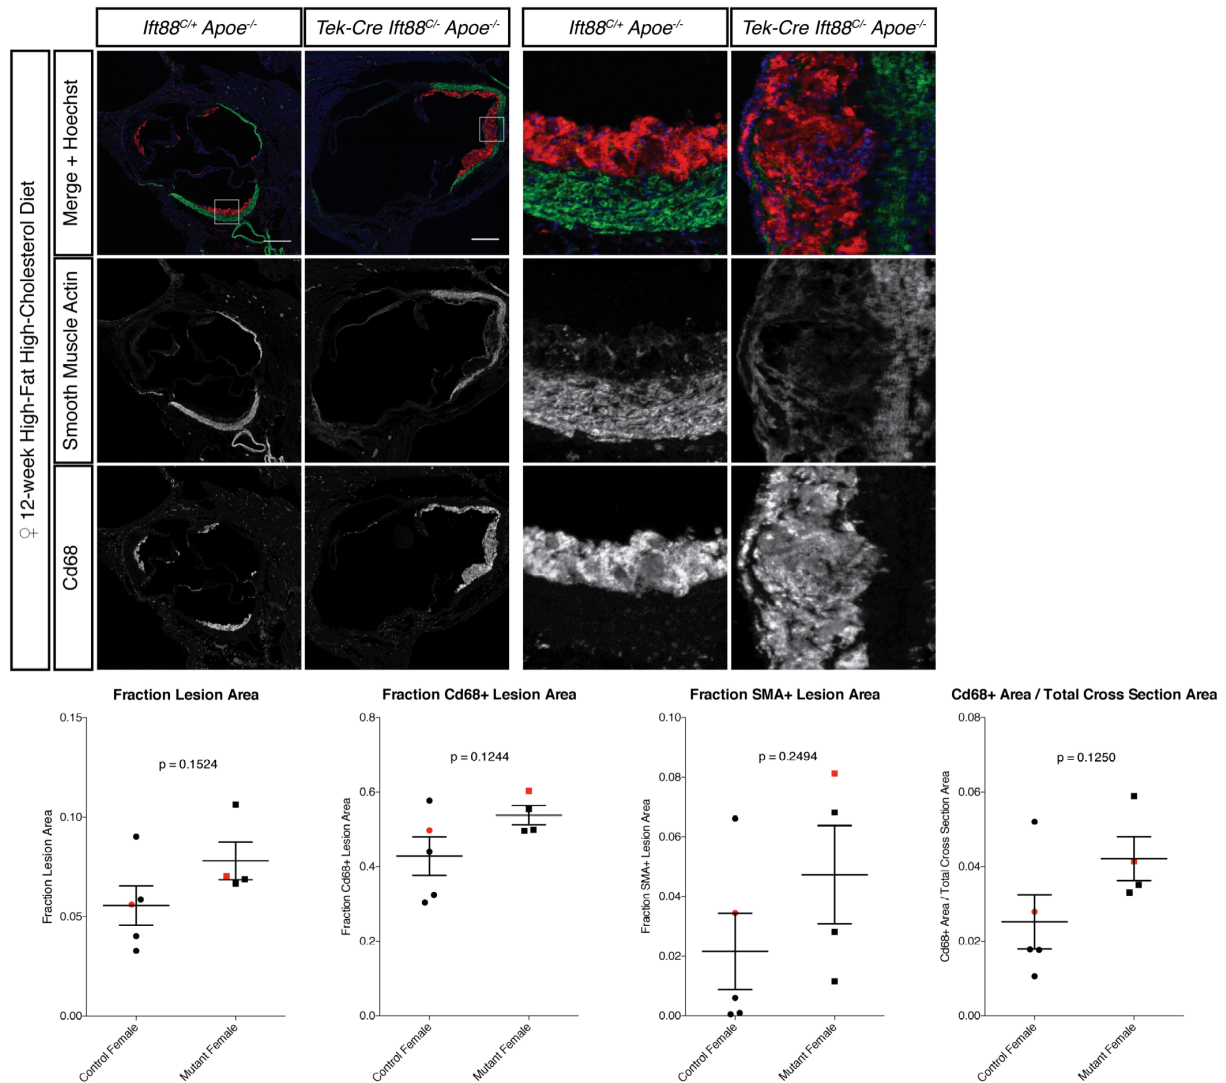 Ift88C/+ Apoe-/-
Tek-Cre Ift88C/- Apoe-/-
Ift88C/+ Apoe-/-
Tek-Cre Ift88C/- Apoe-/-
♀ 12-week High-Fat High-Cholesterol Diet
Merge + Hoechst
Smooth Muscle Actin
Cd68
Fraction Lesion Area
Fraction Lesion Area
0.15
0.10
0.05
0.00
p = 0.1524
Control Female
Mutant Female
Fraction Cd68+ Lesion Area
Fraction Cd68+ Lesion Area
0.8
0.6
0.4
0.2
0.0
p = 0.1244
Control Female
Mutant Female
Fraction SMA+ Lesion Area
Fraction SMA+ Lesion Area
0.10
0.08
0.06
0.04
0.02
0.00
p = 0.2494
Control Female
Mutant Female
Cd68+ Area / Total Cross Section Area
Cd68+ Area / Total Cross Section Area
0.08
0.06
0.04
0.02
0.00
p = 0.1250
Control Female
Mutant Female